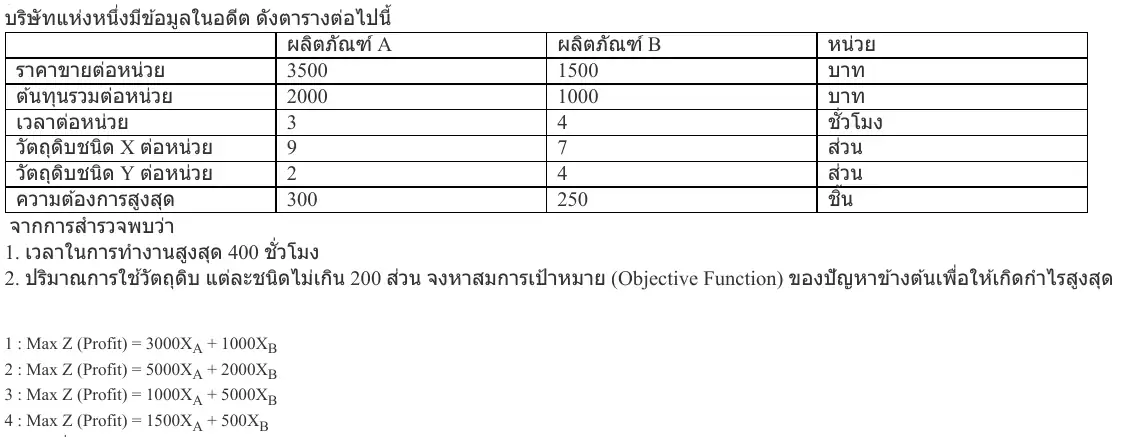 บริษัทแห่งหนึ่งมีข้อมูลในอดีต ดังตารางต่อไปนี้
ผลิตภัณฑ์ A ผลิตภัณฑ์ B หน่วย
ราคาขายต่อหน่วย 3500 1500 บาท
ต้นทุนรวมต่อหน่วย 2000 1000 บาท
เวลาต่อหน่วย 3 4 ชั่วโมง
วัตถุดิบชนิด X ต่อหน่วย 9 7 ส่วน
วัตถุดิบชนิด Y ต่อหน่วย 2 4 ส่วน
ความต้องการสูงสุด 300 250 ชิ้น
จากการสำรวจพบว่า
1. เวลาในการทำงานสูงสุด 400 ชั่วโมง
2. ปริมาณการใช้วัตถุดิบ แต่ละชนิดไม่เกิน 200 ส่วน จงหาสมการเป้าหมาย (Objective Function) ของปัญหาข้างต้นเพื่อให้เกิดกำไรสูงสุด
1 : Max Z (Profit) = 3000XA + 1000XB
2 : Max Z (Profit) = 5000XA + 2000XB
3 : Max Z (Profit) = 1000XA + 5000XB
4 : Max Z (Profit) = 1500XA + 500XB